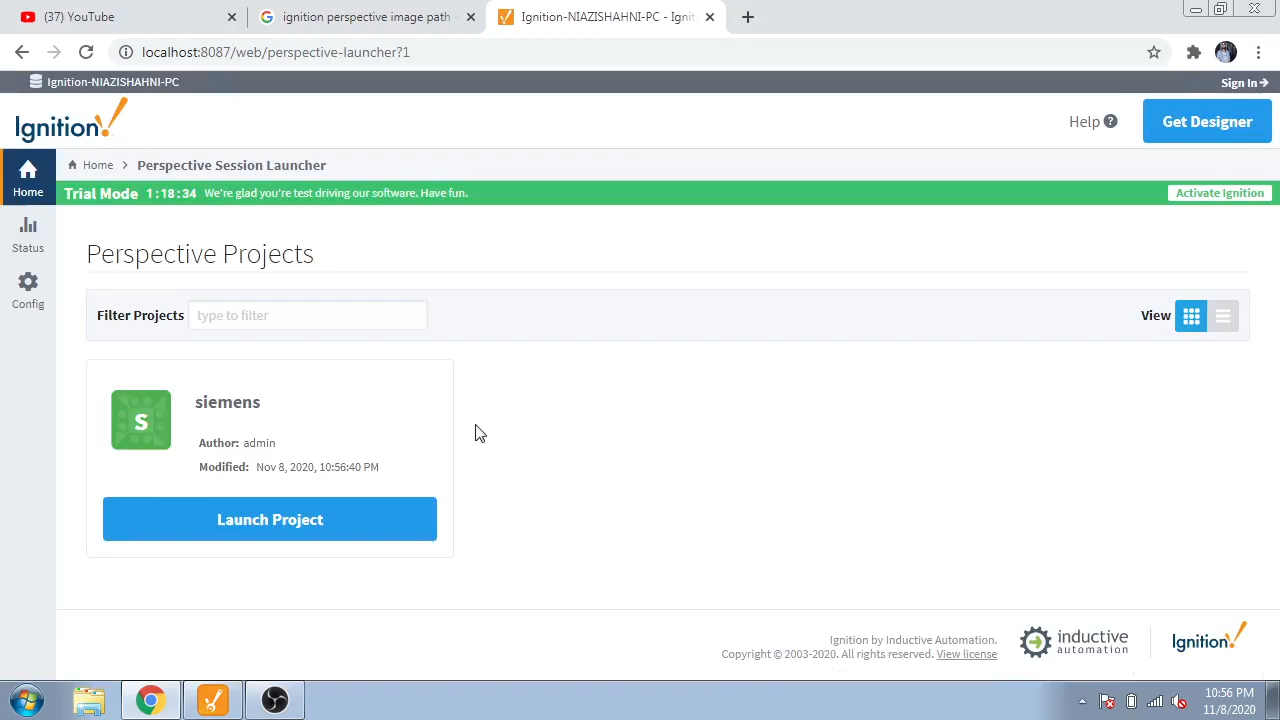 (37) YouTube
ignition perspective image path -
Ignition-NIAZISHAHNI-PC - Ignit
localhost:8087/web/perspective-launcher?1
Ignition-NIAZISHAHNI-PC
Sign In
Ignition!
Help ?
Get Designer
Home > Perspective Session Launcher
Home
Trial Mode 1:18:34 We're glad you're test driving our software. Have fun.
Activate Ignition
Status
Config
Perspective Projects
Filter Projects type to filter
View
S
siemens
Author: admin
Modified: Nov 8, 2020, 10:56:40 PM
Launch Project
Ignition by Inductive Automation.
Copyright © 2003-2020. All rights reserved. View license
inductive
automation
Ignition!
10:56 PM
11/8/2020